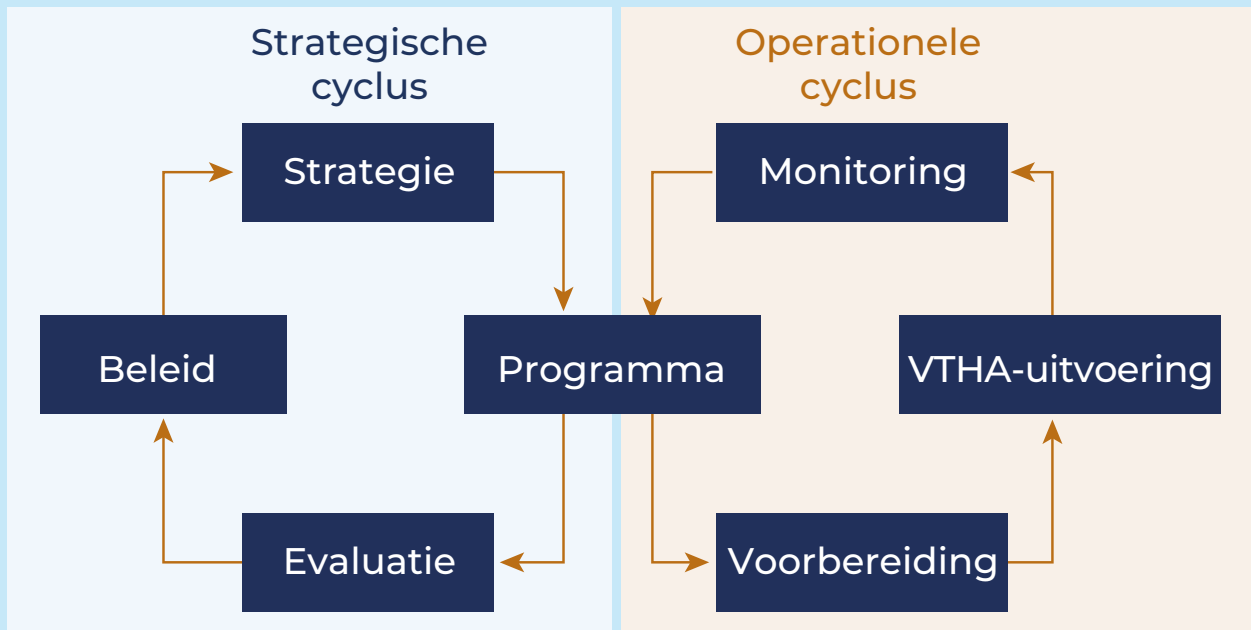 Strategische
cyclus
Operationele
cyclus
Strategie
Monitoring
Beleid
Programma
VTHA-uitvoering
Evaluatie
Voorbereiding